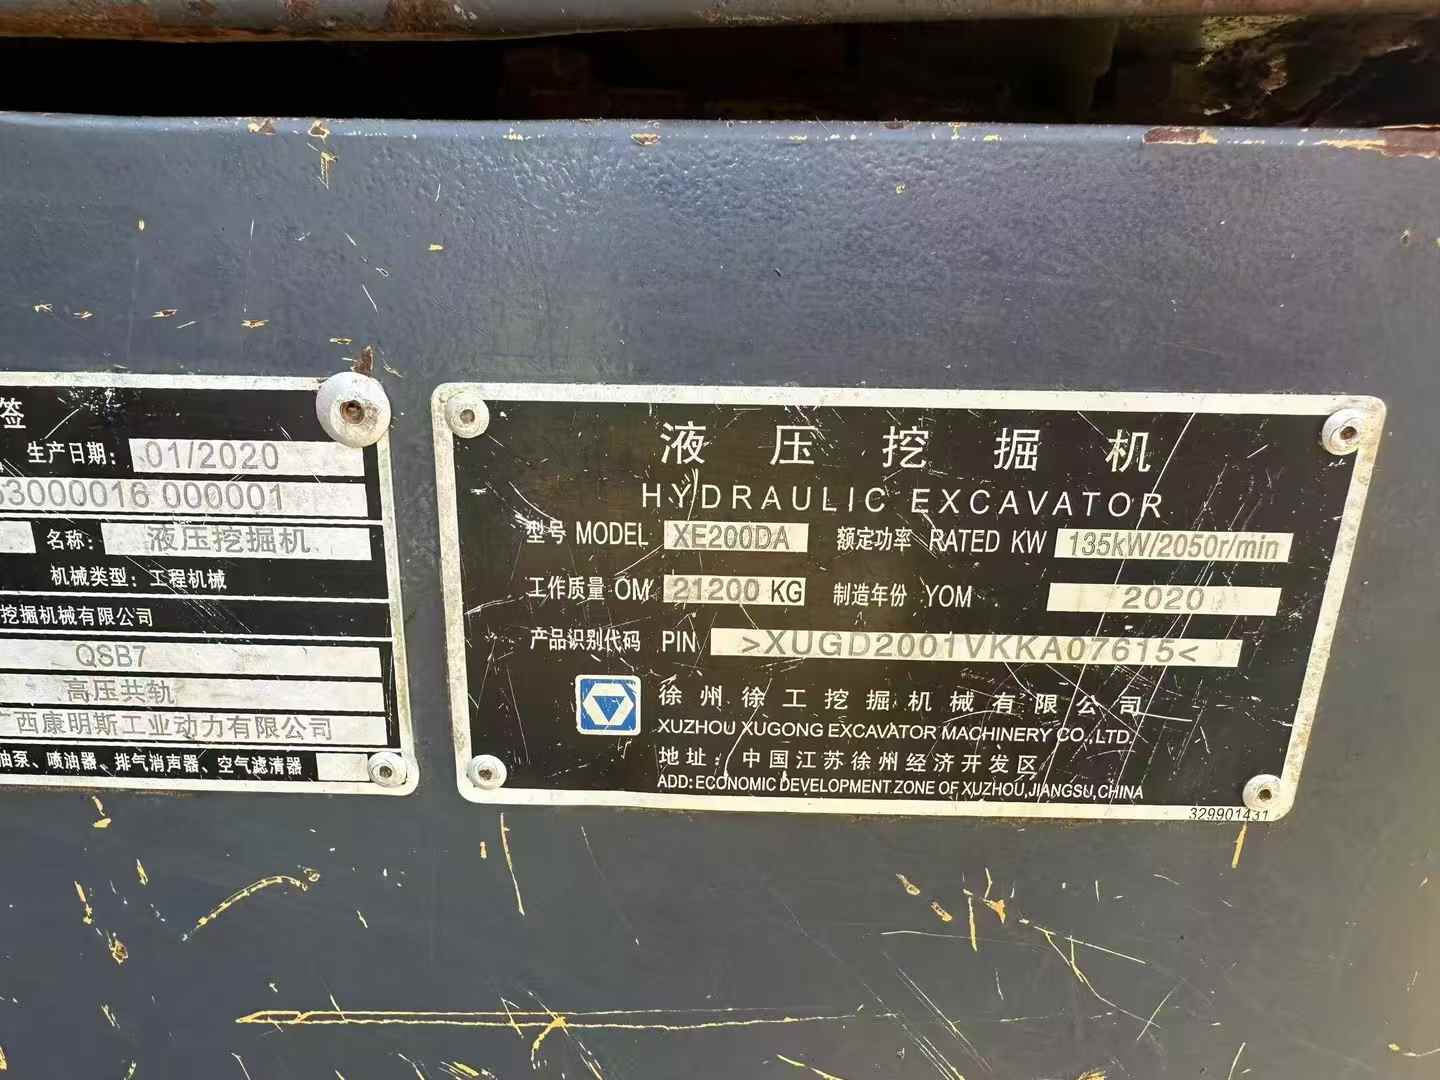 签
生产日期: 01/2020
63000016 000001
名称: 液压挖掘机
机械类型: 工程机械
挖掘机械有限公司
QSB7
高压共轨
广西康明斯工业动力有限公司
油泵、喷油器、排气消声器、空气滤清器
液压挖掘机
HYDRAULIC EXCAVATOR
型号 MODEL XE200DA 额定功率 RATED KW 135kW/2050r/min
工作质量 OM 21200 KG 制造年份 YOM 2020
产品识别代码 PIN >XUGD2001VKKA07615<
徐州徐工挖掘机械有限公司
XUZHOU XUGONG EXCAVATOR MACHINERY CO.,LTD.
地址: 中国江苏徐州经济开发区
ADD: ECONOMIC DEVELOPMENT ZONE OF XUZHOU,JIANGSU,CHINA
329901431